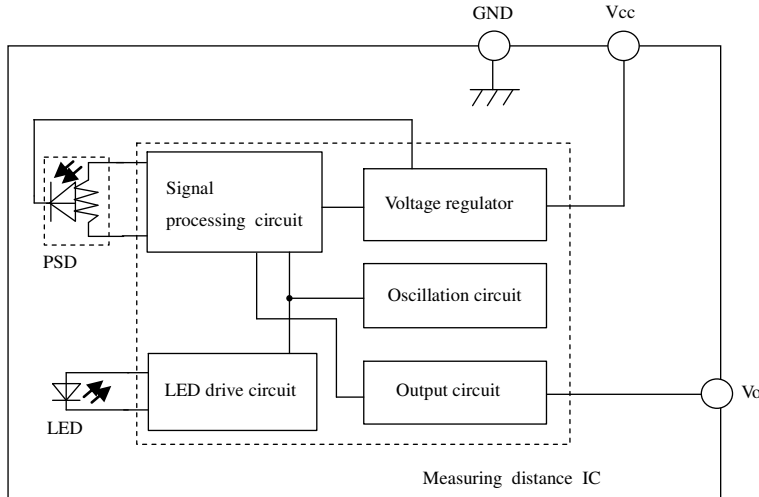 GND
Vcc
Signal
processing circuit
Voltage regulator
PSD
Oscillation circuit
LED drive circuit
Output circuit
Vo
LED
Measuring distance IC